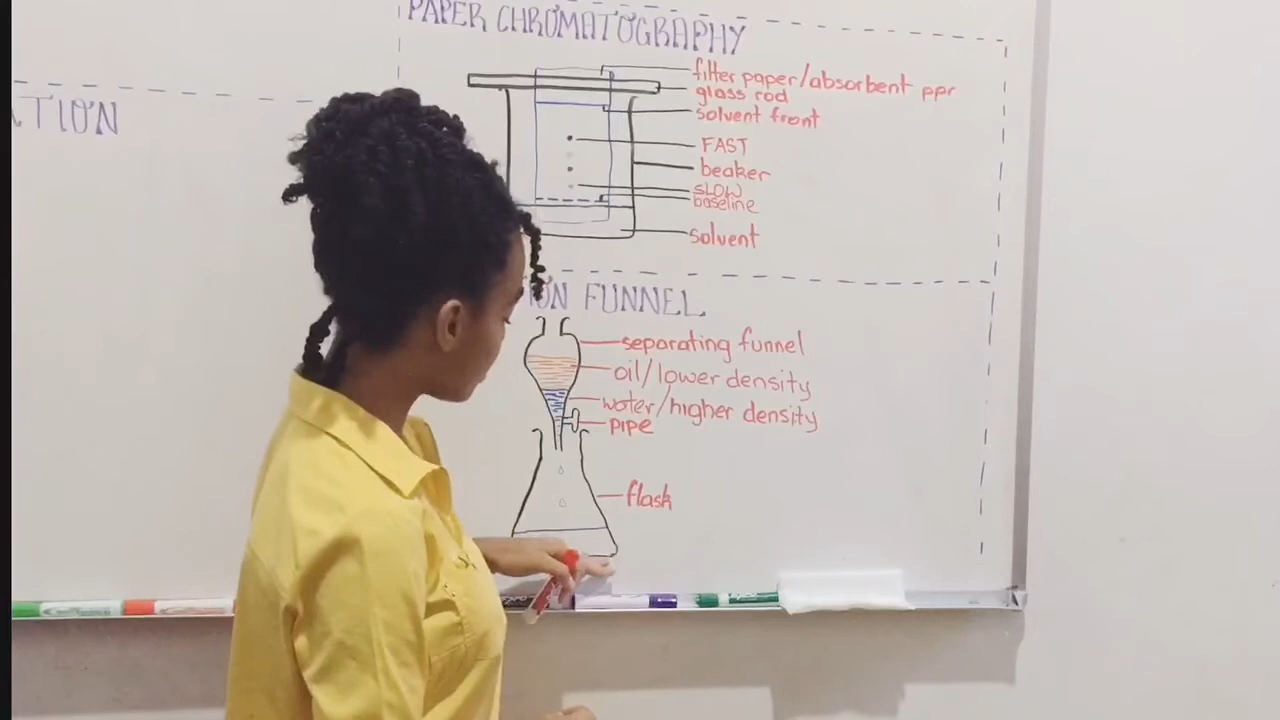 PAPER CHROMATOGRAPHY
filter paper/absorbent ppr
glass rod
solvent front
FAST
beaker
SLOW
baseline
solvent
ATION
ION FUNNEL
separating funnel
oil/lower density
water/higher density
pipe
flask